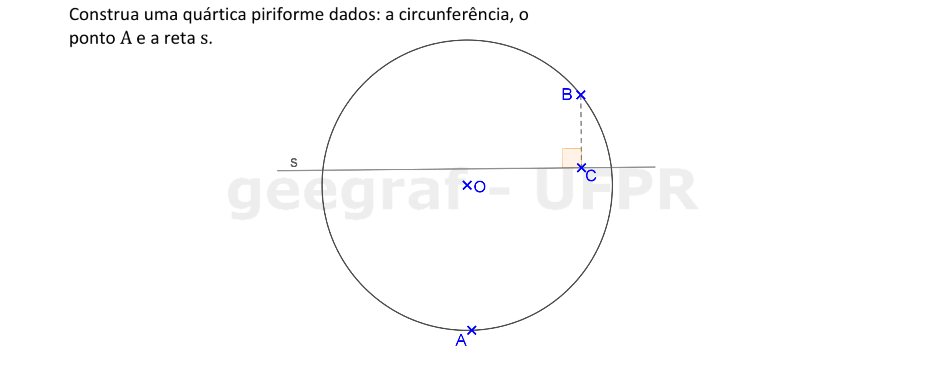 Construa uma quártica piriforme dados: a circunferência, o
ponto A e a reta s.
B
s
C
geegraf - UFPR
O
A